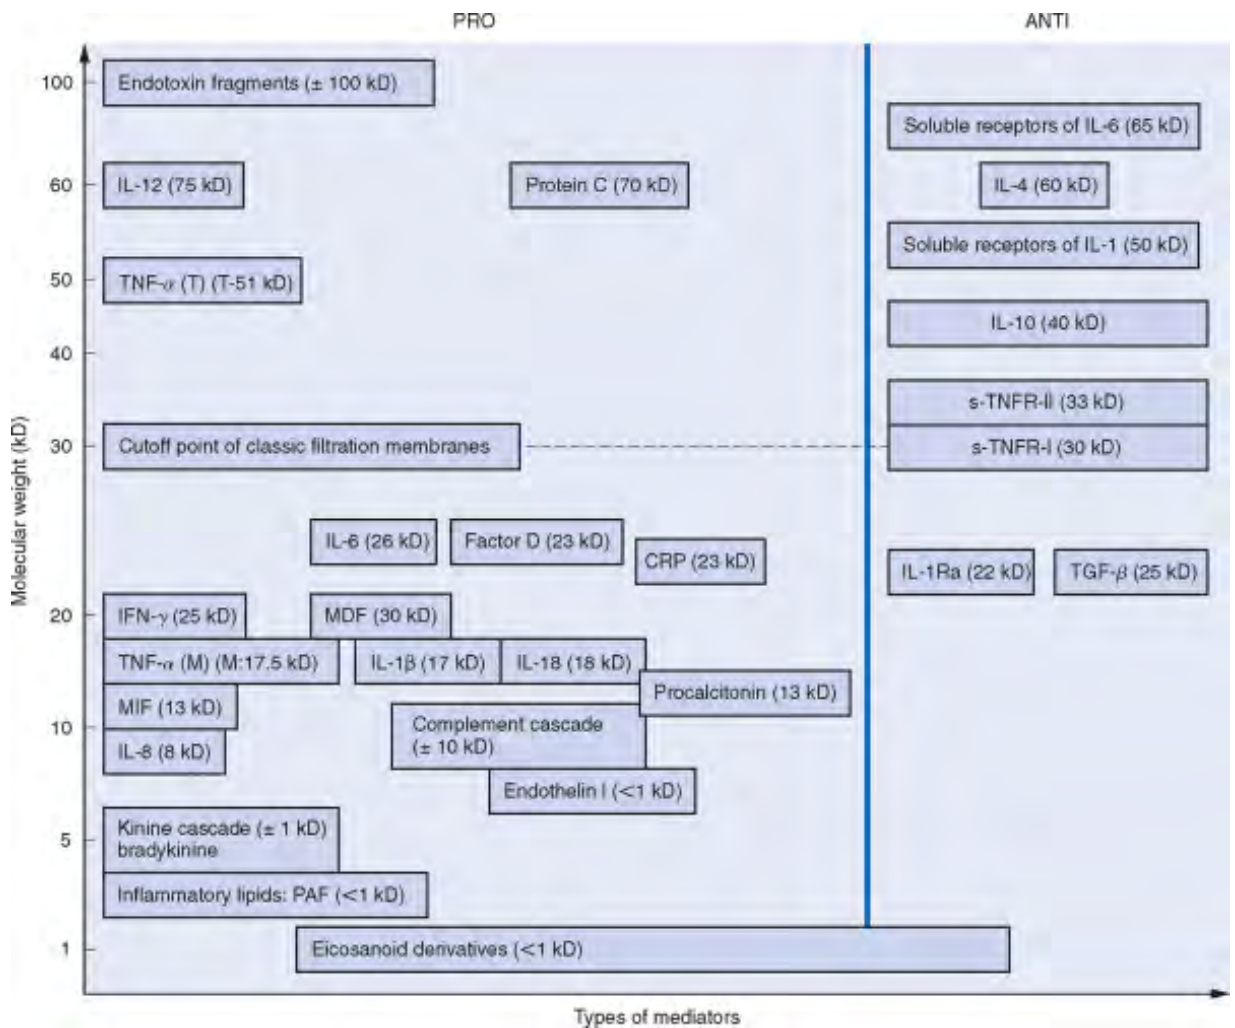 PRO
ANTI
100
Endotoxin fragments (± 100 kD)
Soluble receptors of IL-6 (65 kD)
60
IL-12 (75 kD)
Protein C (70 kD)
IL-4 (60 kD)
Soluble receptors of IL-1 (50 kD)
50
TNF-α (T) (T-51 kD)
IL-10 (40 kD)
40
s-TNFR-II (33 kD)
30
Cutoff point of classic filtration membranes
s-TNFR-I (30 kD)
Molecular weight (kD)
IL-6 (26 kD)
Factor D (23 kD)
CRP (23 kD)
IL-1Ra (22 kD)
TGF-β (25 kD)
20
IFN-γ (25 kD)
MDF (30 kD)
TNF-α (M) (M:17.5 kD)
IL-1β (17 kD)
IL-18 (18 kD)
Procalcitonin (13 kD)
MIF (13 kD)
10
Complement cascade
(± 10 kD)
IL-8 (8 kD)
Endothelin I (<1 kD)
5
Kinine cascade (± 1 kD)
bradykinine
Inflammatory lipids: PAF (<1 kD)
1
Eicosanoid derivatives (<1 kD)
Types of mediators